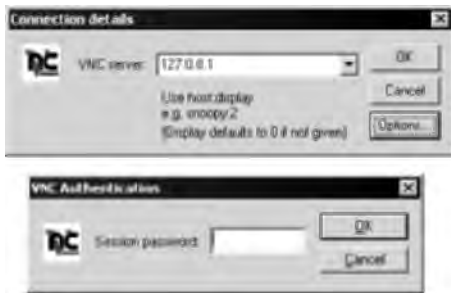 Connection details
VNC server: 127.0.0.1
OK
Cancel
Use host:display
e.g. snoopy:2
(Display defaults to 0 if not given)
Options...
VNC Authentication
Session password:
OK
Cancel